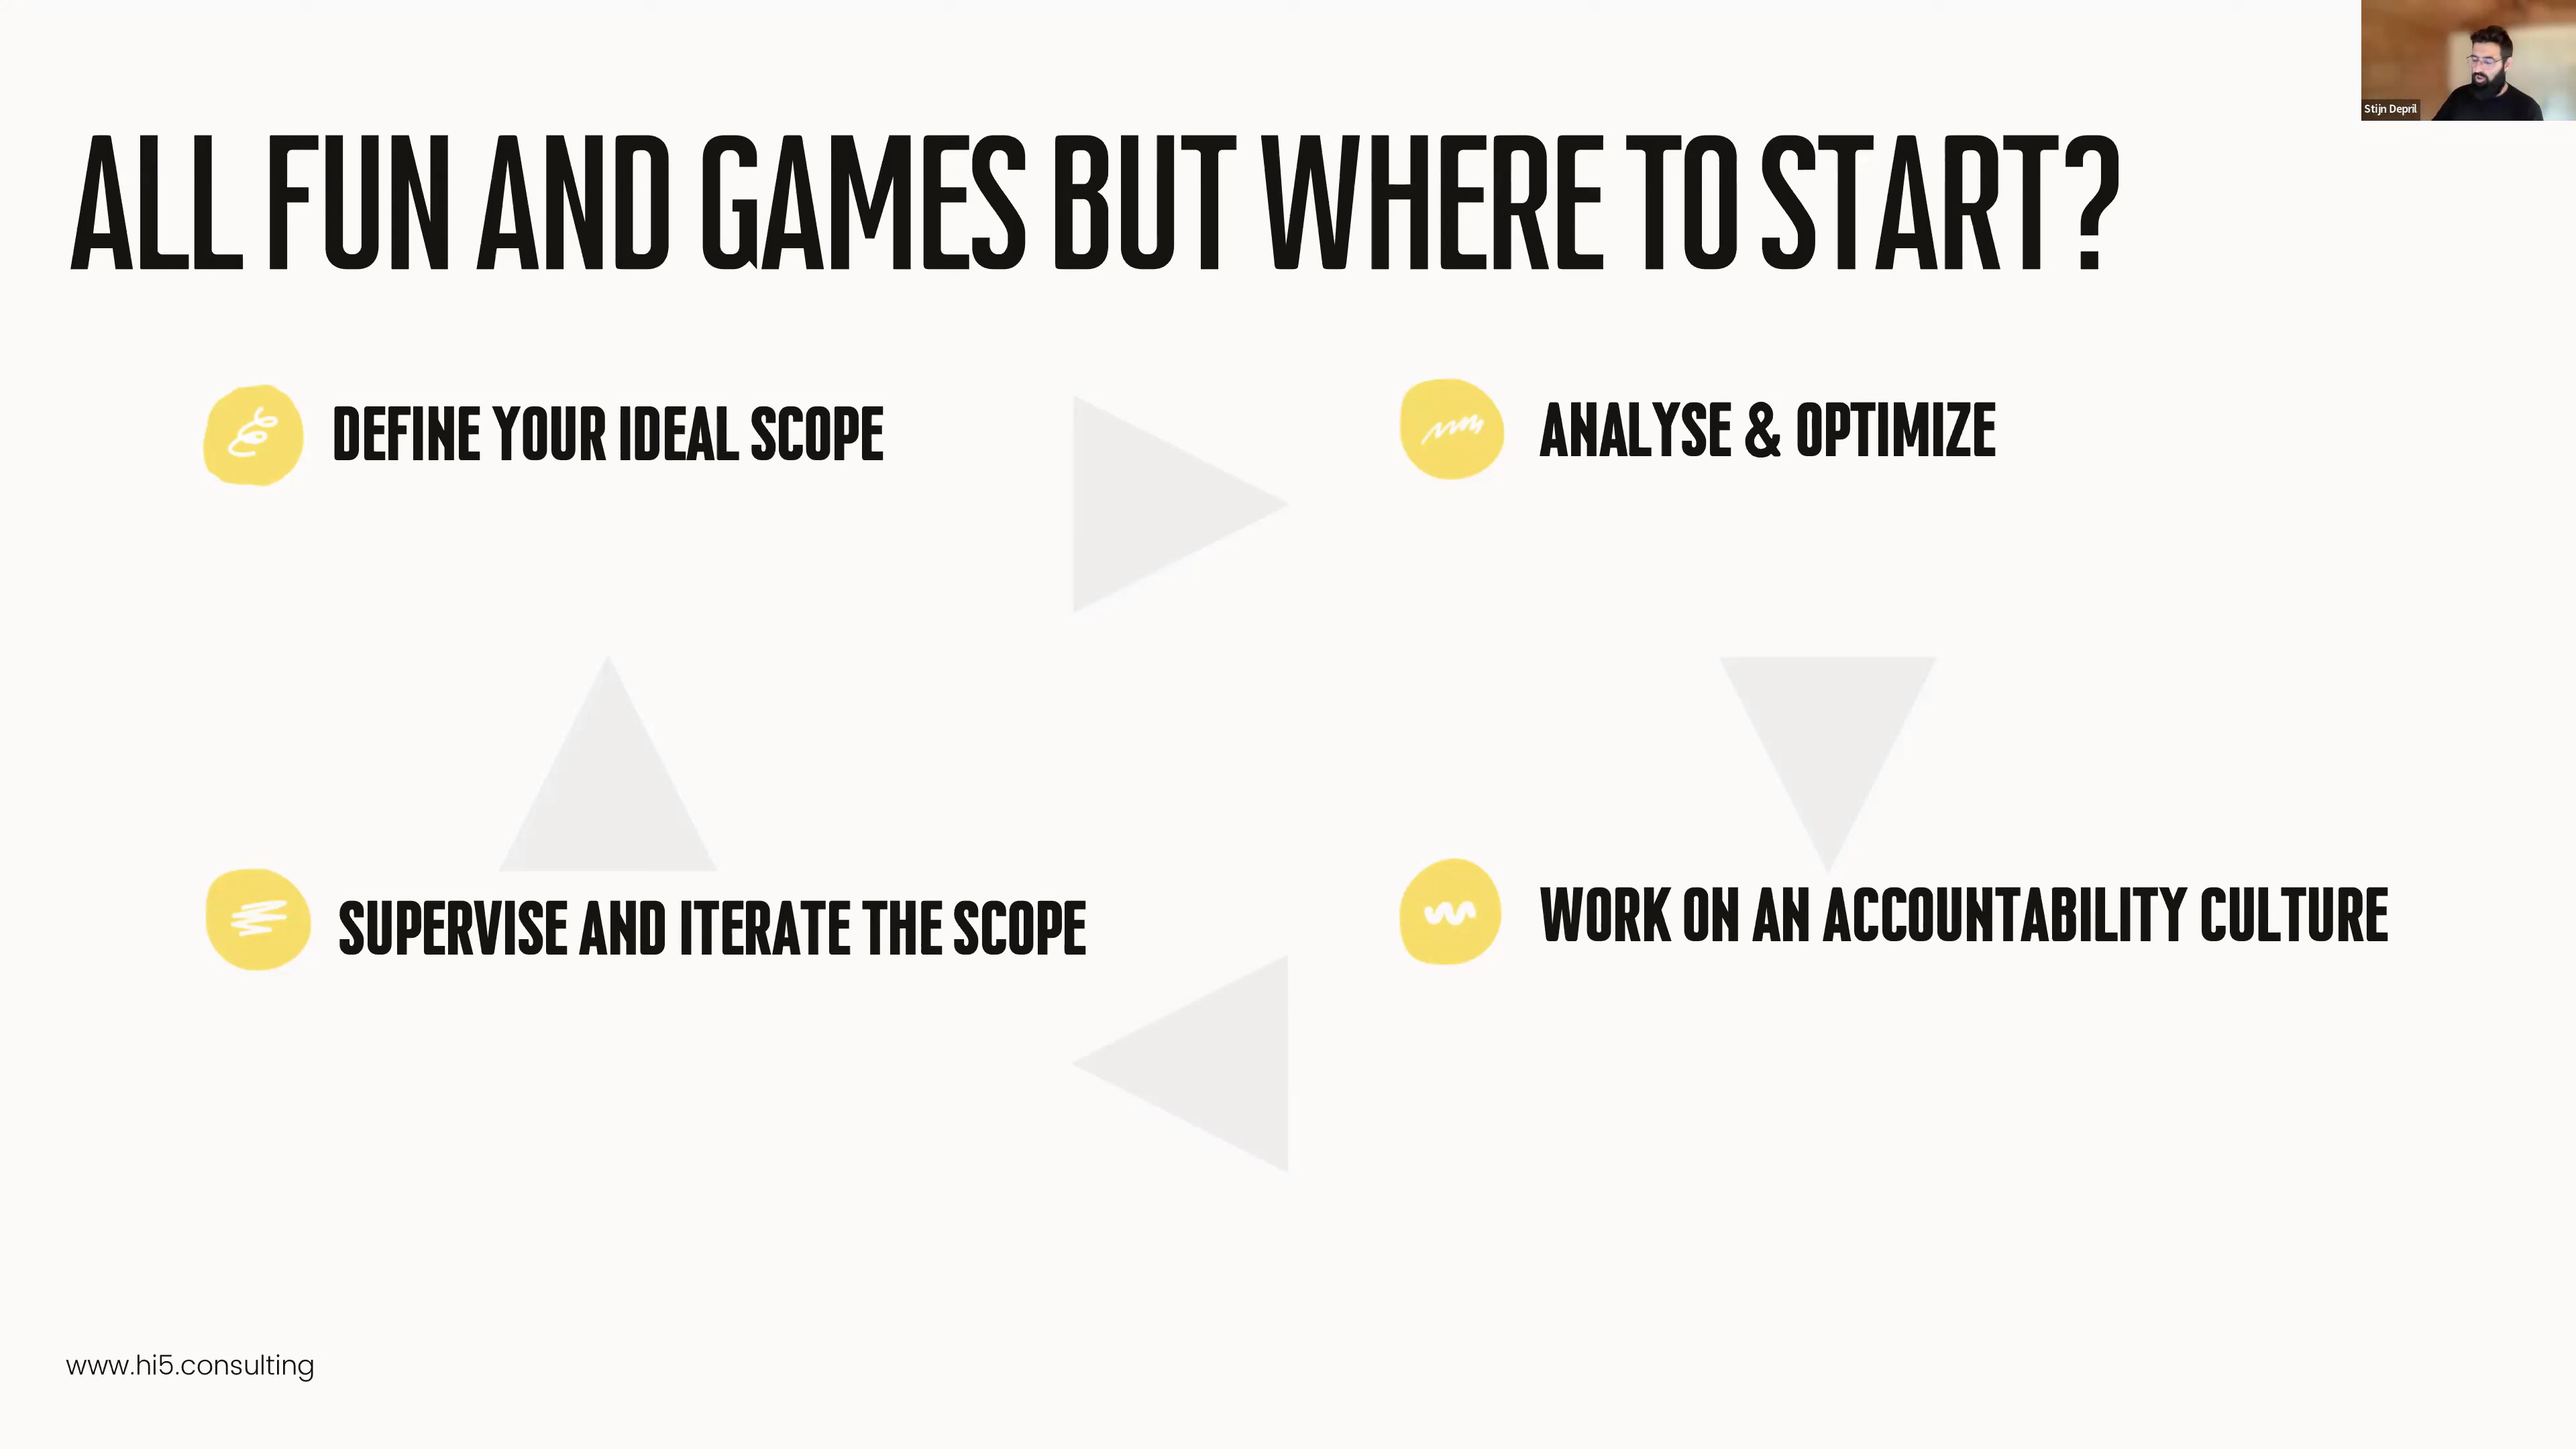 Stijn Depril
ALL FUN AND GAMES BUT WHERE TO START?
DEFINE YOUR IDEAL SCOPE
ANALYSE & OPTIMIZE
SUPERVISE AND ITERATE THE SCOPE
WORK ON AN ACCOUNTABILITY CULTURE
www.hi5.consulting